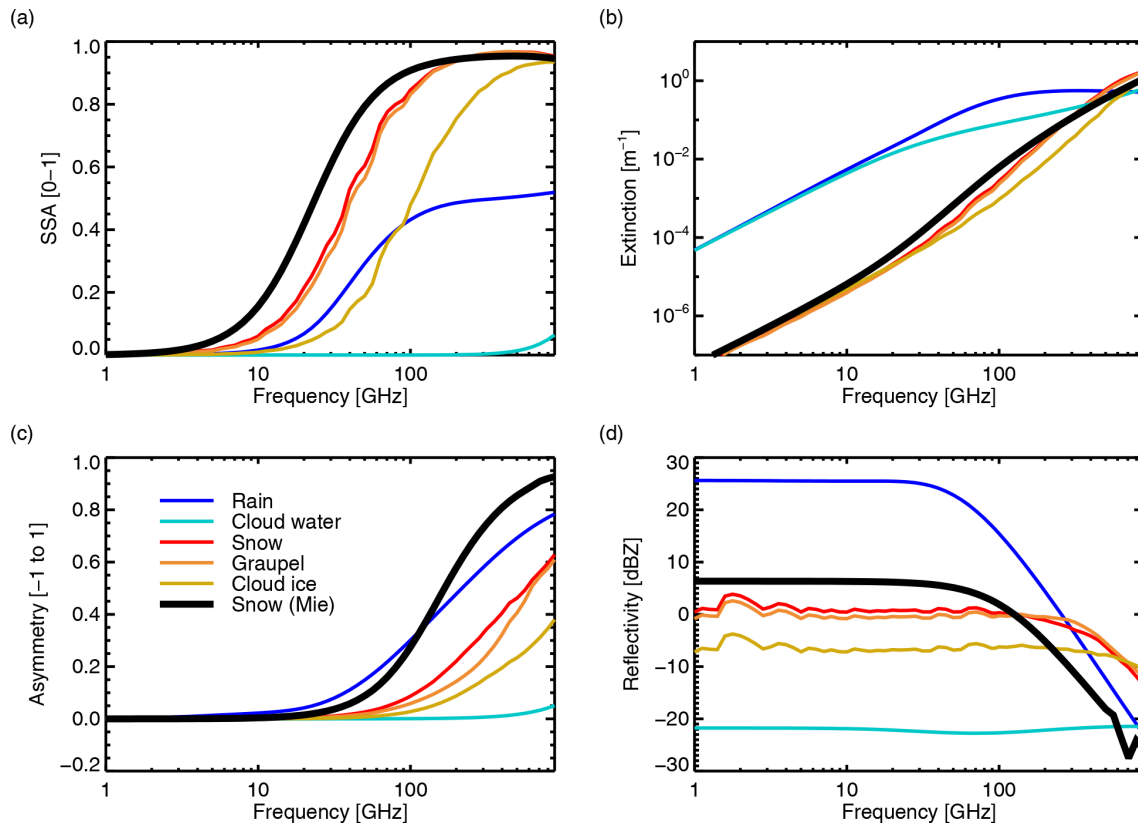 (a)
SSA [0−1]
1.0
0.8
0.6
0.4
0.2
0.0
1
10
100
Frequency [GHz]
(b)
Extinction [m−1]
10^0
10^−2
10^−4
10^−6
1
10
100
Frequency [GHz]
(c)
Asymmetry [−1 to 1]
1.0
0.8
0.6
0.4
0.2
0.0
−0.2
Rain
Cloud water
Snow
Graupel
Cloud ice
Snow (Mie)
1
10
100
Frequency [GHz]
(d)
Reflectivity [dBZ]
30
20
10
0
−10
−20
−30
1
10
100
Frequency [GHz]